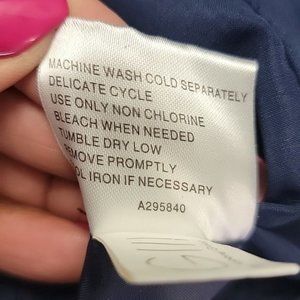 MACHINE WASH COLD SEPARATELY
DELICATE CYCLE
USE ONLY NON CHLORINE
BLEACH WHEN NEEDED
TUMBLE DRY LOW
REMOVE PROMPTLY
OL IRON IF NECESSARY
A295840